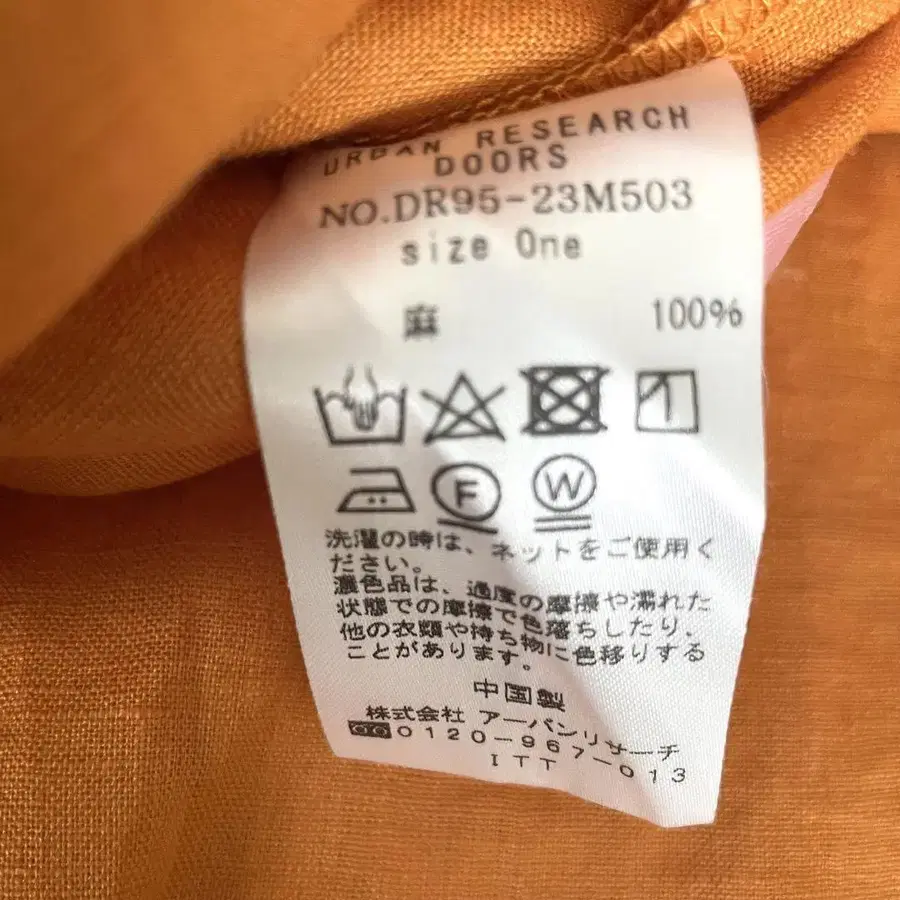 URBAN RESEARCH
DOORS
NO.DR95-23M503
size One
麻 100%
F W
洗濯の時は、ネットをご使用く
ださい。
濃色品は、過度の摩擦や濡れた
状態での摩擦で色落ちしたり、
他の衣類や持ち物に色移りする
ことがあります。
中国製
株式会社 アーバンリサーチ
0120-967-013
ITT